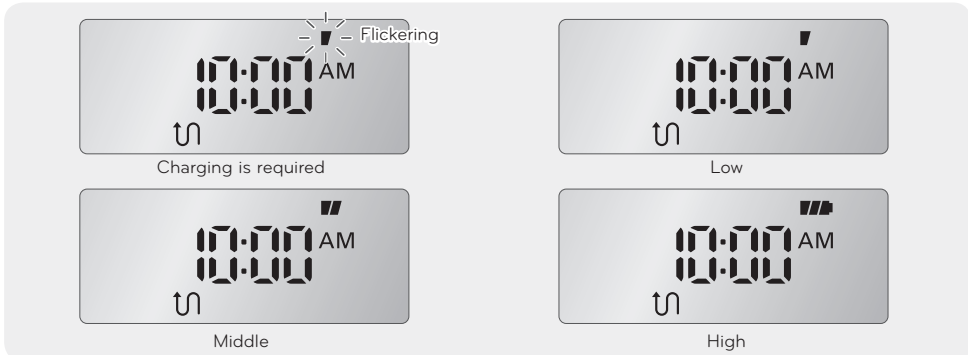 Flickering
10:00 AM
Charging is required
10:00 AM
Low
10:00 AM
Middle
10:00 AM
High